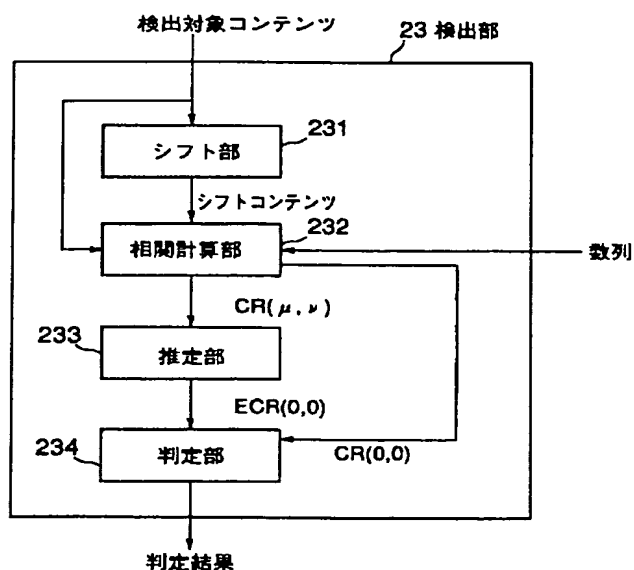 検出対象コンテンツ
23 検出部
231
シフト部
シフトコンテンツ
232
相関計算部
数列
CR(μ,ν)
233
推定部
ECR(0,0)
234
判定部
CR(0,0)
判定結果